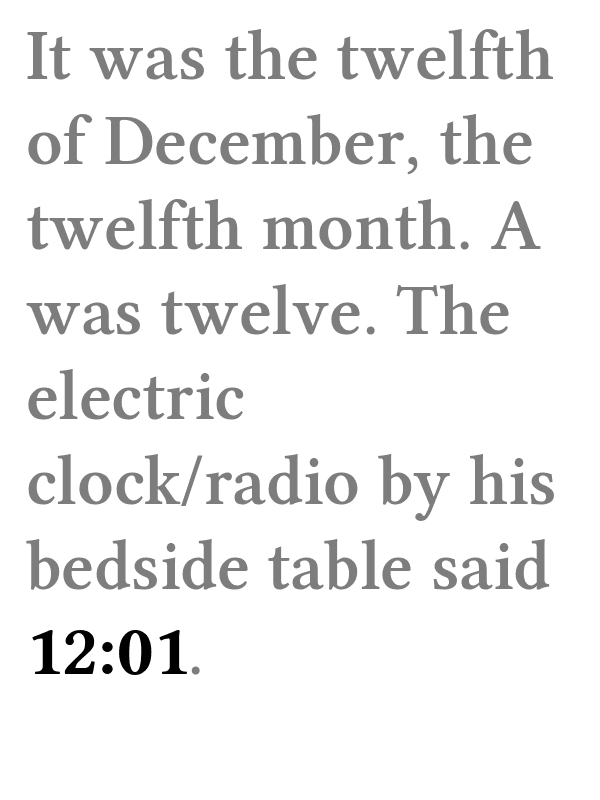 It was the twelfth
of December, the
twelfth month. A
was twelve. The
electric
clock/radio by his
bedside table said
12:01.